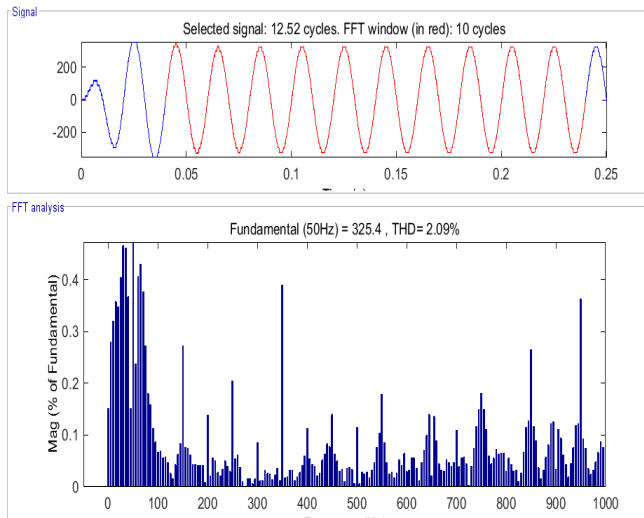 Signal
Selected signal: 12.52 cycles. FFT window (in red): 10 cycles
200
0
-200
0 0.05 0.1 0.15 0.2 0.25
FFT analysis
Fundamental (50Hz) = 325.4 , THD= 2.09%
Mag (% of Fundamental)
0.4
0.3
0.2
0.1
0
0 100 200 300 400 500 600 700 800 900 1000